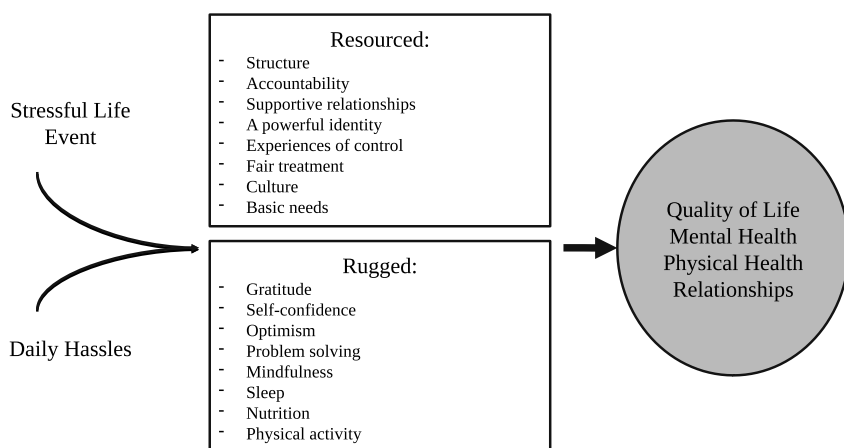 Stressful Life
Event
Daily Hassles
Resourced:
- Structure
- Accountability
- Supportive relationships
- A powerful identity
- Experiences of control
- Fair treatment
- Culture
- Basic needs
Rugged:
- Gratitude
- Self-confidence
- Optimism
- Problem solving
- Mindfulness
- Sleep
- Nutrition
- Physical activity
Quality of Life
Mental Health
Physical Health
Relationships